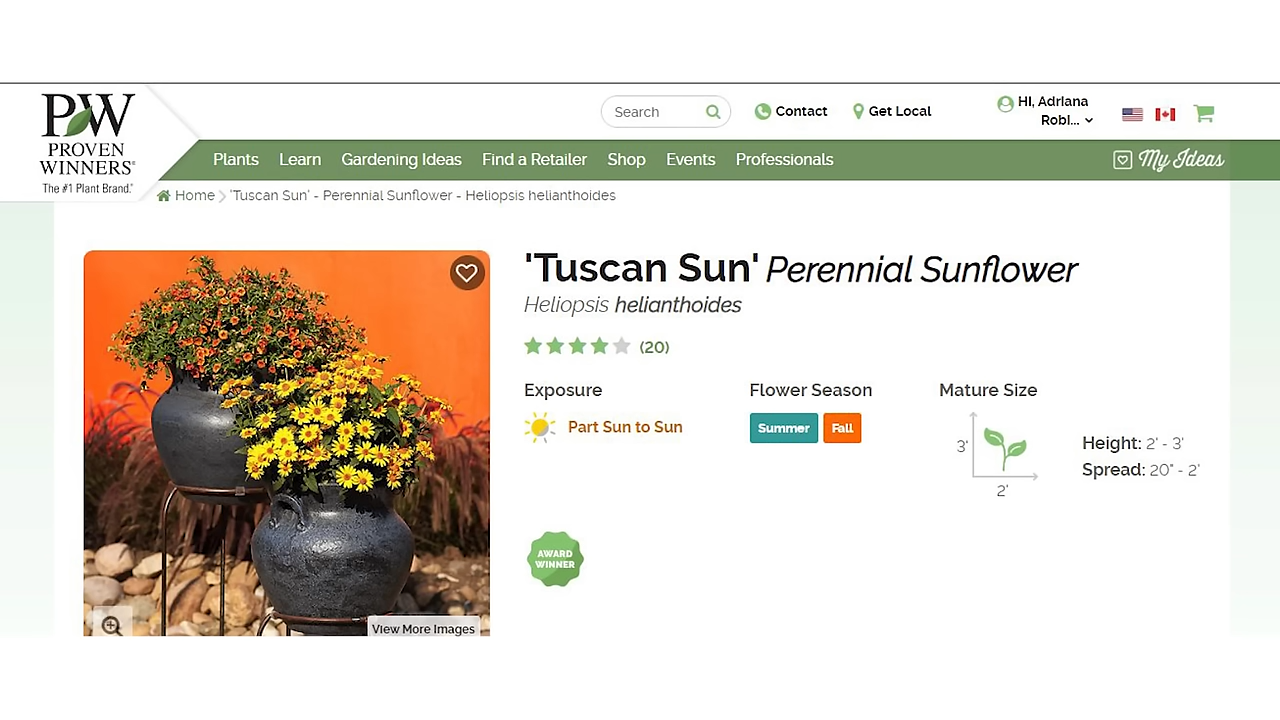 PW
PROVEN
WINNERS®
The #1 Plant Brand.®
Search
Contact
Get Local
Hi, Adriana
Robi...
Plants Learn Gardening Ideas Find a Retailer Shop Events Professionals
My Ideas
Home 'Tuscan Sun' - Perennial Sunflower - Heliopsis helianthoides
'Tuscan Sun' Perennial Sunflower
Heliopsis helianthoides
(20)
Exposure
Part Sun to Sun
Flower Season
Summer Fall
Mature Size
3'
2'
Height: 2' - 3'
Spread: 20" - 2'
AWARD
WINNER
View More Images